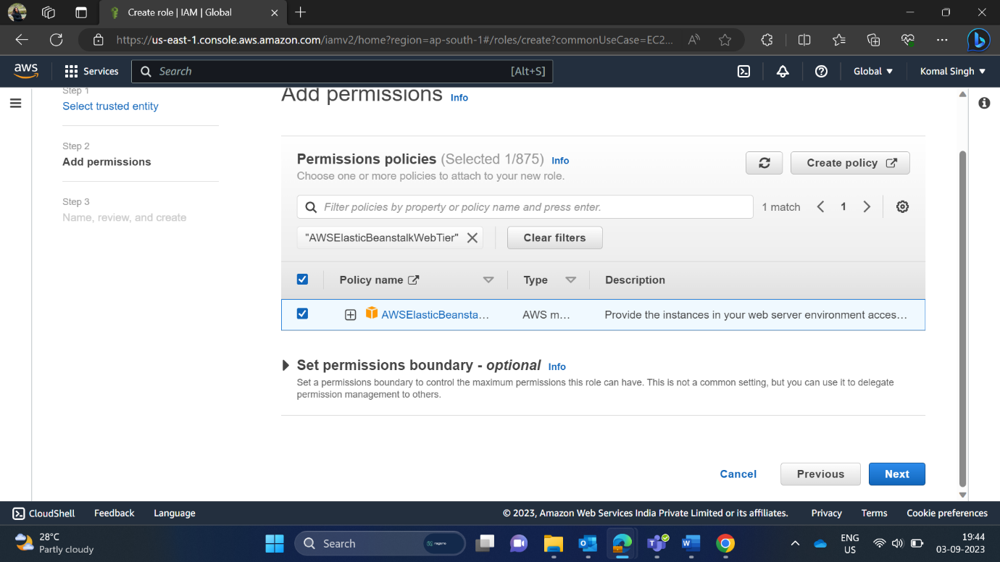 Create role | IAM | Global
https://us-east-1.console.aws.amazon.com/iamv2/home?region=ap-south-1#/roles/create?commonUseCase=EC2...
aws
Services
Search
[Alt+S]
Global
Komal Singh
Step 1
Select trusted entity
Step 2
Add permissions
Step 3
Name, review, and create
Add permissions Info
Permissions policies (Selected 1/875) Info
Choose one or more policies to attach to your new role.
Create policy
Filter policies by property or policy name and press enter.
1 match
1
"AWSElasticBeanstalkWebTier"
Clear filters
Policy name
Type
Description
AWSElasticBeansta...
AWS m...
Provide the instances in your web server environment acces...
Set permissions boundary - optional Info
Set a permissions boundary to control the maximum permissions this role can have. This is not a common setting, but you can use it to delegate
permission management to others.
Cancel
Previous
Next
CloudShell
Feedback
Language
© 2023, Amazon Web Services India Private Limited or its affiliates.
Privacy
Terms
Cookie preferences
28°C
Partly cloudy
Search
ENG
US
19:44
03-09-2023